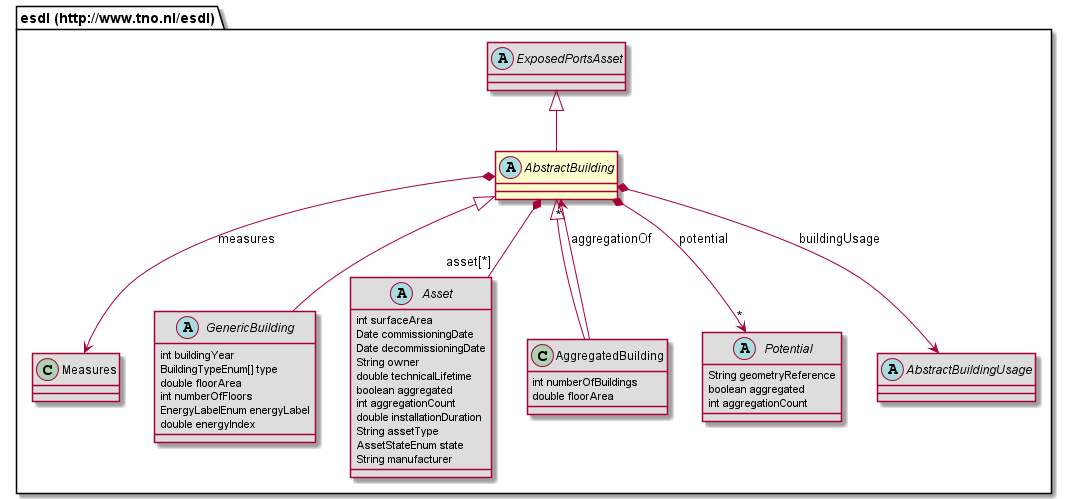 esdl (http://www.tno.nl/esdl)
A ExposedPortsAsset
A AbstractBuilding
*
measures
asset[*]
aggregationOf
potential
buildingUsage
*
C Measures
A GenericBuilding
int buildingYear
BuildingTypeEnum[] type
double floorArea
int numberOfFloors
EnergyLabelEnum energyLabel
double energyIndex
A Asset
int surfaceArea
Date commissioningDate
Date decommissioningDate
String owner
double technicalLifetime
boolean aggregated
int aggregationCount
double installationDuration
String assetType
AssetStateEnum state
String manufacturer
C AggregatedBuilding
int numberOfBuildings
double floorArea
A Potential
String geometryReference
boolean aggregated
int aggregationCount
A AbstractBuildingUsage